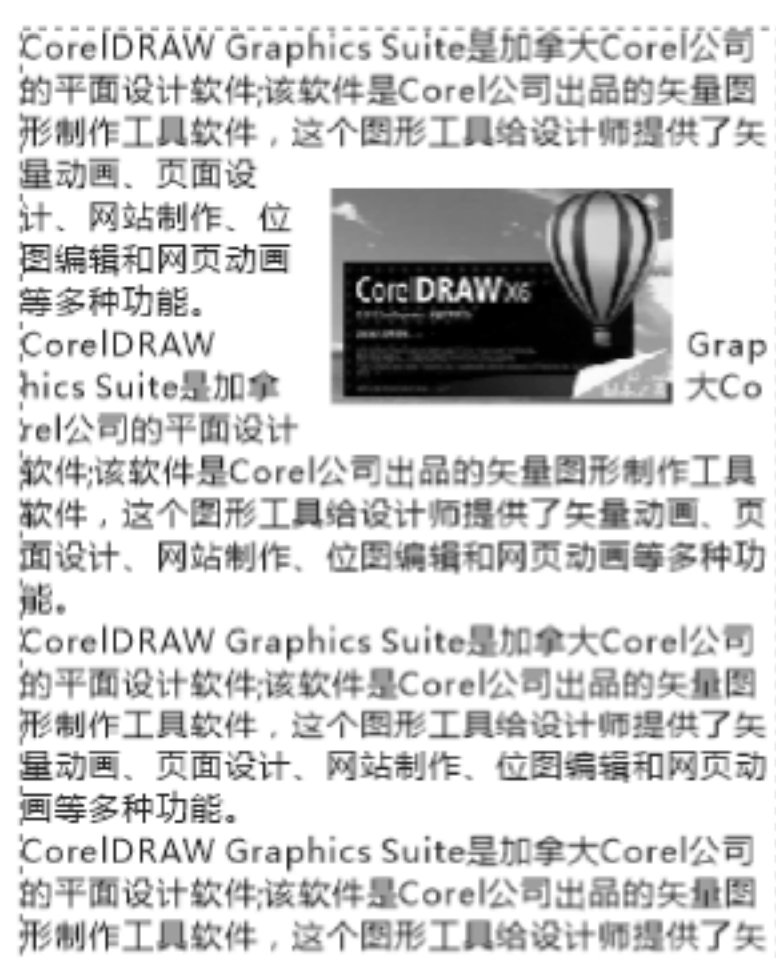 CorelDRAW Graphics Suite是加拿大Corel公司
的平面设计软件;该软件是Corel公司出品的矢量图
形制作工具软件，这个图形工具给设计师提供了矢
量动画、页面设
计、网站制作、位
图编辑和网页动画
等多种功能。
CorelDRAW Grap
hics Suite是加拿 大Co
rel公司的平面设计
软件;该软件是Corel公司出品的矢量图形制作工具
软件，这个图形工具给设计师提供了矢量动画、页
面设计、网站制作、位图编辑和网页动画等多种功
能。
CorelDRAW Graphics Suite是加拿大Corel公司
的平面设计软件;该软件是Corel公司出品的矢量图
形制作工具软件，这个图形工具给设计师提供了矢
量动画、页面设计、网站制作、位图编辑和网页动
画等多种功能。
CorelDRAW Graphics Suite是加拿大Corel公司
的平面设计软件;该软件是Corel公司出品的矢量图
形制作工具软件，这个图形工具给设计师提供了矢
CorelDRAW X6